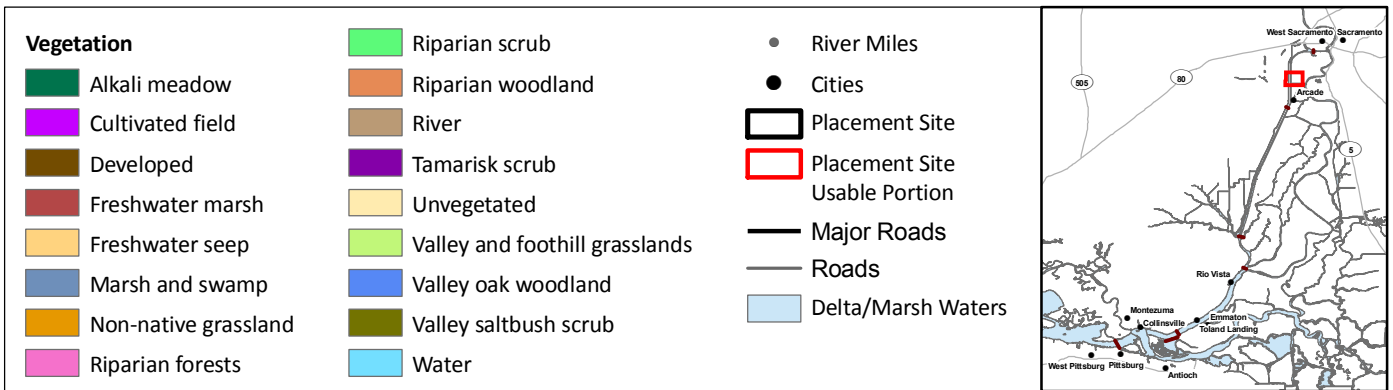 Vegetation
Alkali meadow
Cultivated field
Developed
Freshwater marsh
Freshwater seep
Marsh and swamp
Non-native grassland
Riparian forests
Riparian scrub
Riparian woodland
River
Tamarisk scrub
Unvegetated
Valley and foothill grasslands
Valley oak woodland
Valley saltbush scrub
Water
River Miles
Cities
Placement Site
Placement Site
Usable Portion
Major Roads
Roads
Delta/Marsh Waters
West Sacramento
Sacramento
505
80
Arcade
5
Rio Vista
Montezuma
Collinsville
Emmaton
Toland Landing
West Pittsburg
Pittsburg
Antioch